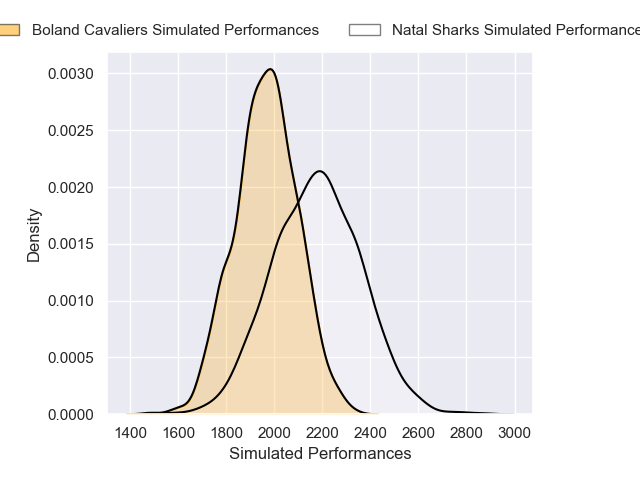 Boland Cavaliers Simulated Performances Natal Sharks Simulated Performance
0.0030
0.0025
0.0020
0.0015
0.0010
0.0005
0.0000
Density
1400 1600 1800 2000 2200 2400 2600 2800 3000
Simulated Performances